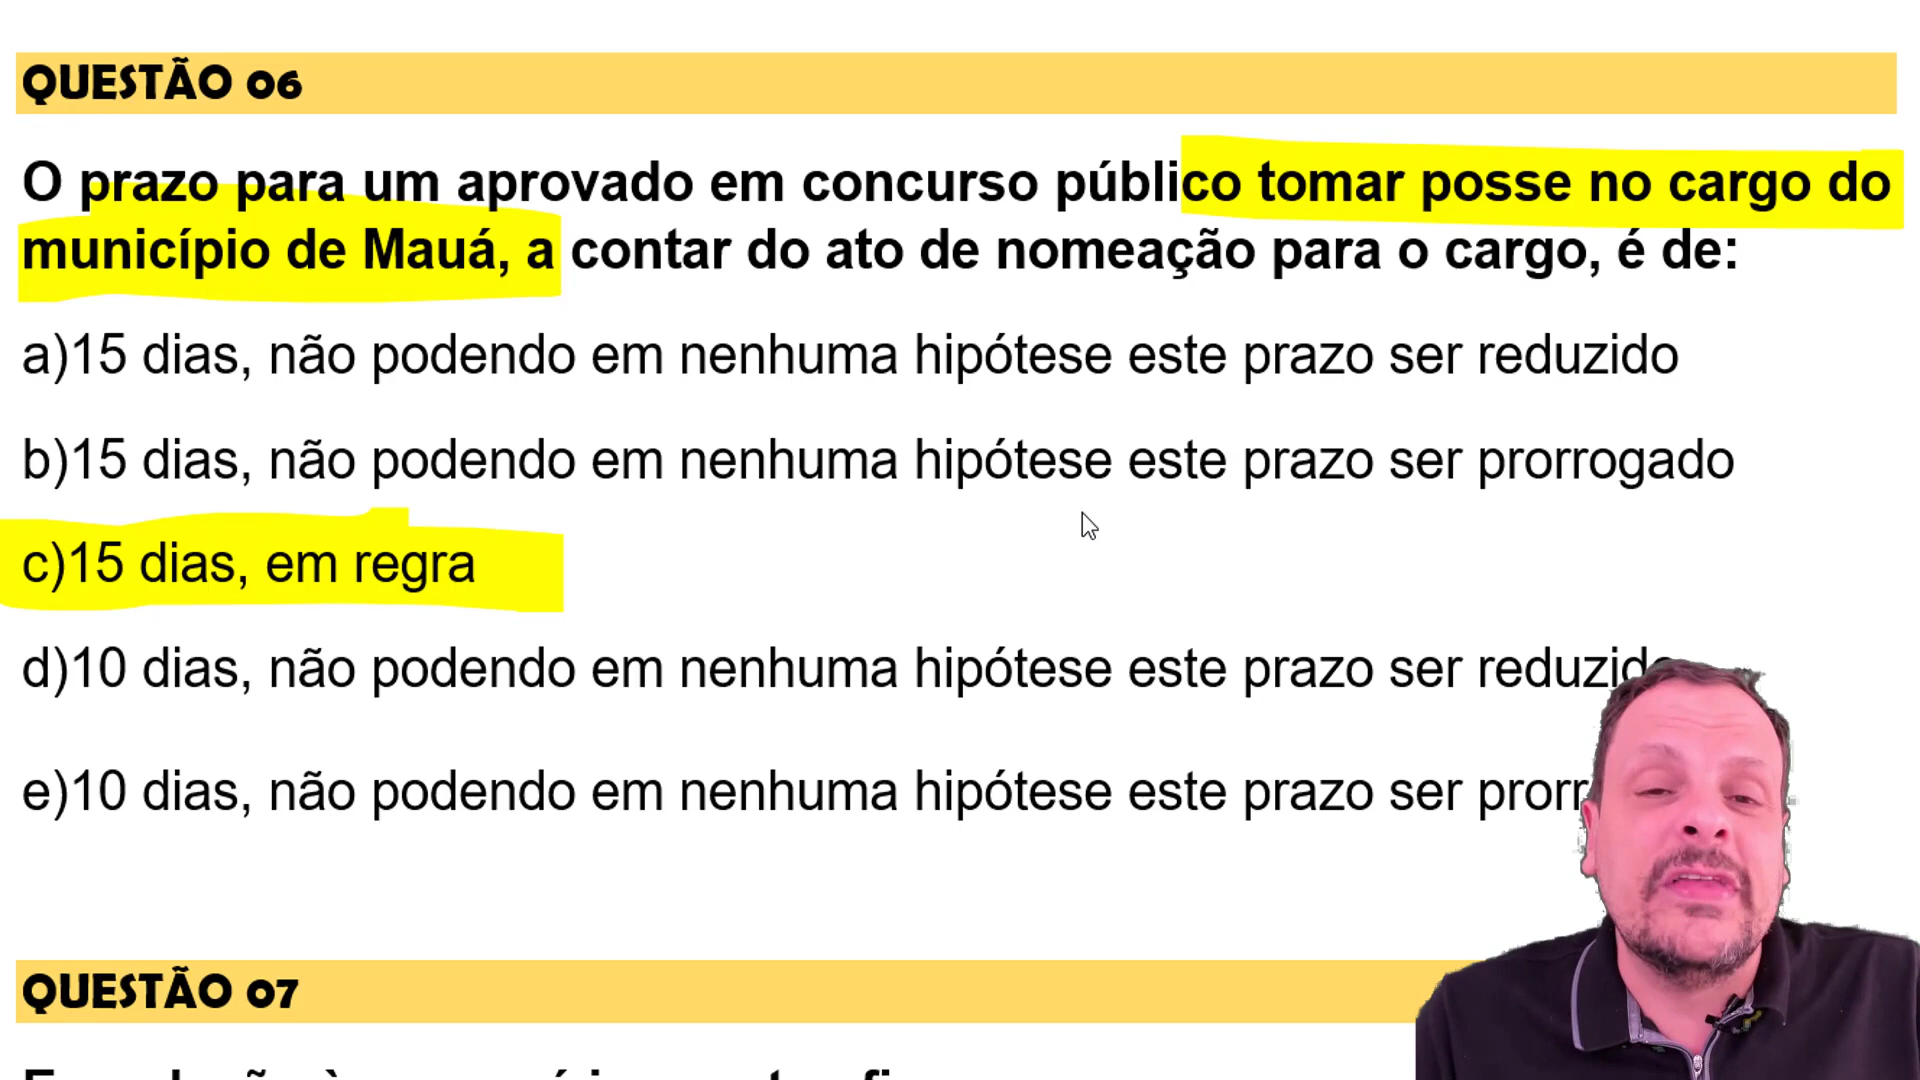 QUESTÃO 06
O prazo para um aprovado em concurso público tomar posse no cargo do
município de Mauá, a contar do ato de nomeação para o cargo, é de:
a)15 dias, não podendo em nenhuma hipótese este prazo ser reduzido
b)15 dias, não podendo em nenhuma hipótese este prazo ser prorrogado
c)15 dias, em regra
d)10 dias, não podendo em nenhuma hipótese este prazo ser reduzido
e)10 dias, não podendo em nenhuma hipótese este prazo ser
QUESTÃO 07